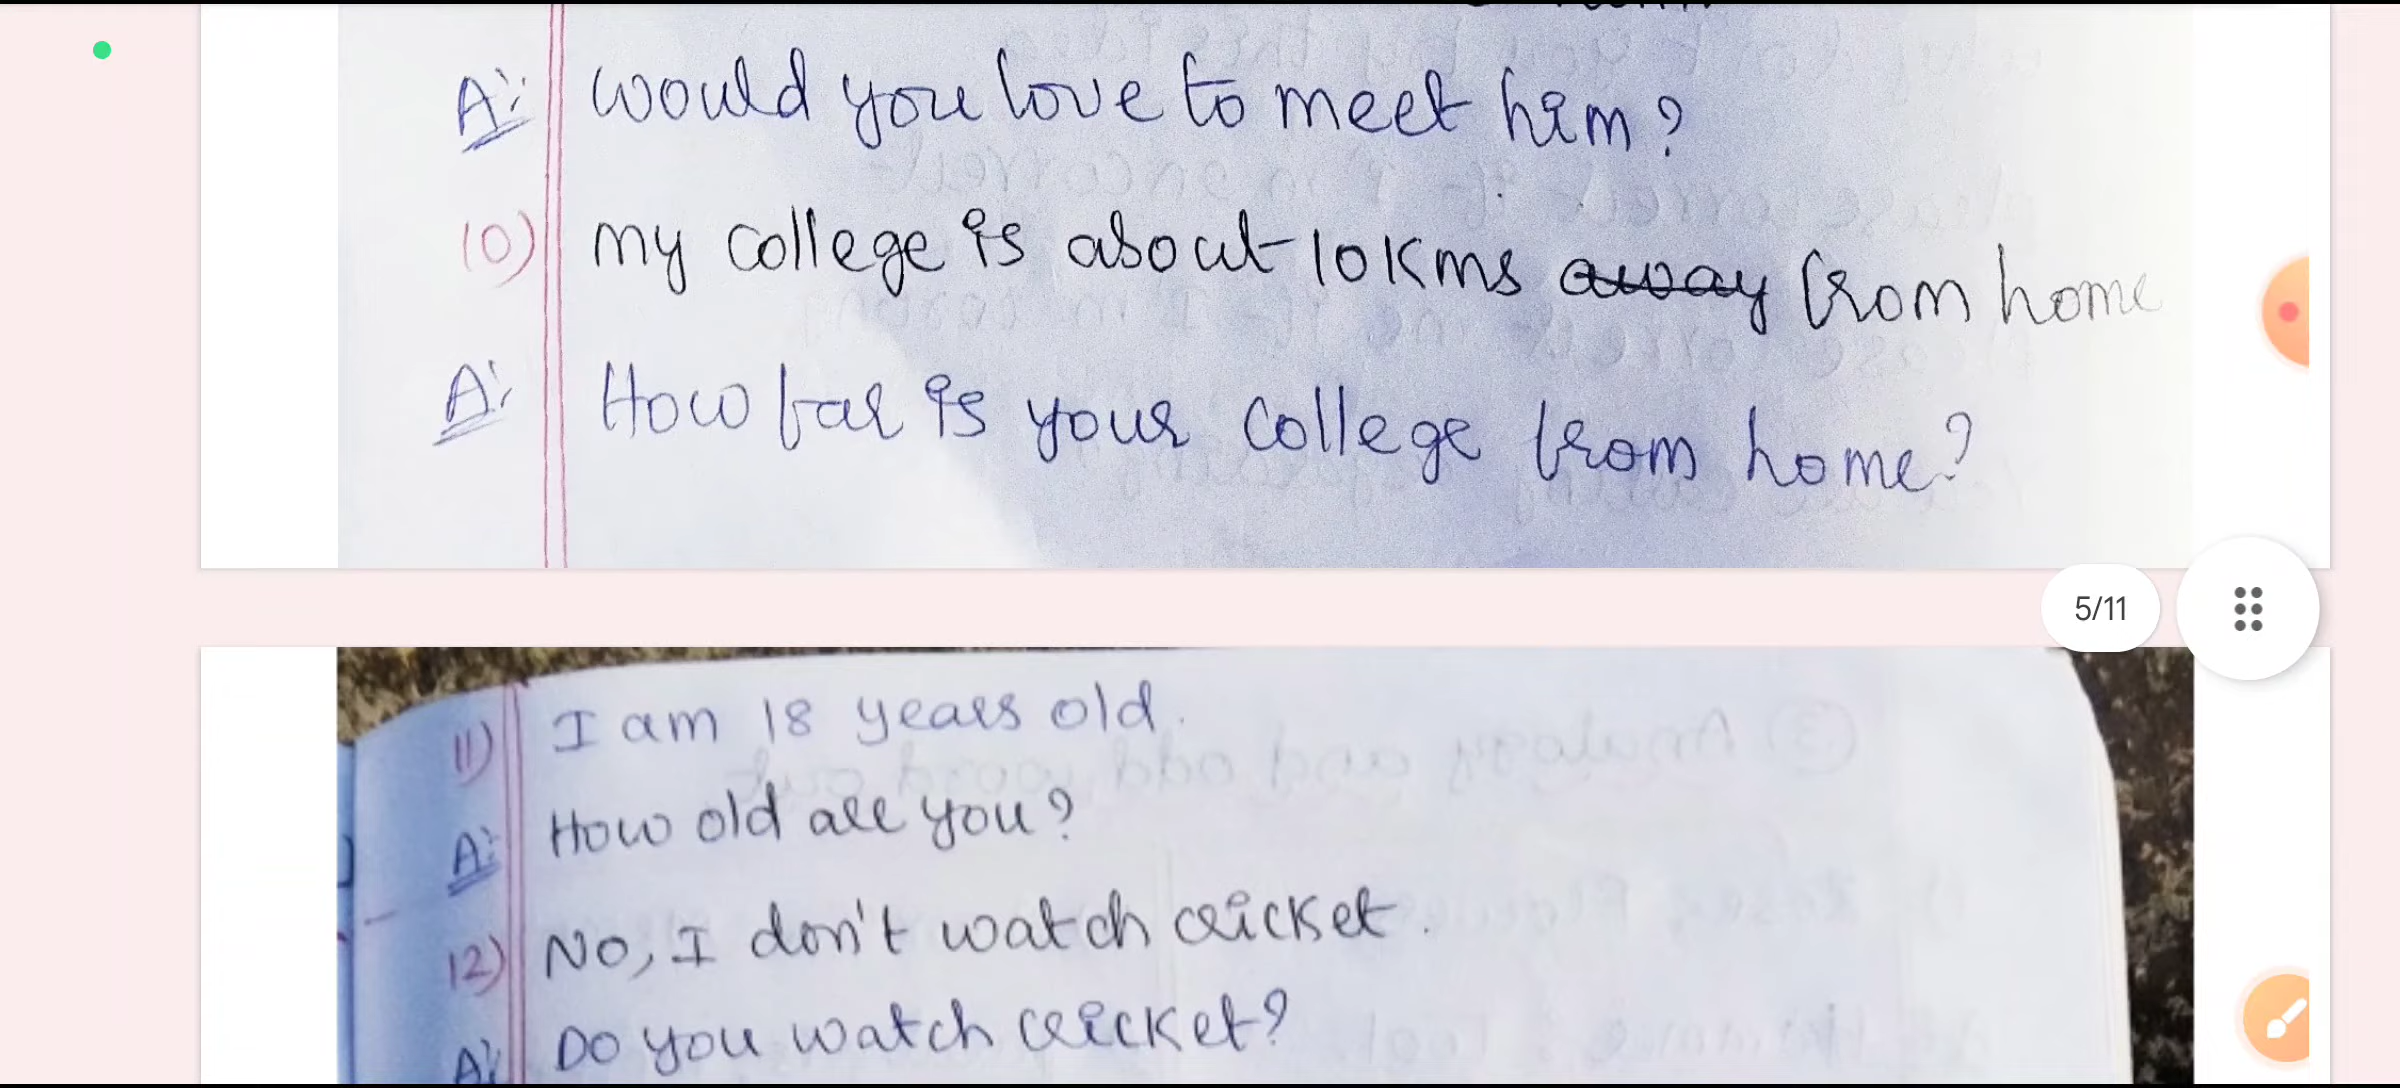 A: Would you love to meet him?
10) my college is about 10 Kms away from home
A: How far is your college from home?
5/11
11) I am 18 years old.
A: How old are you?
12) No, I don't watch cricket.
A: Do you watch cricket?